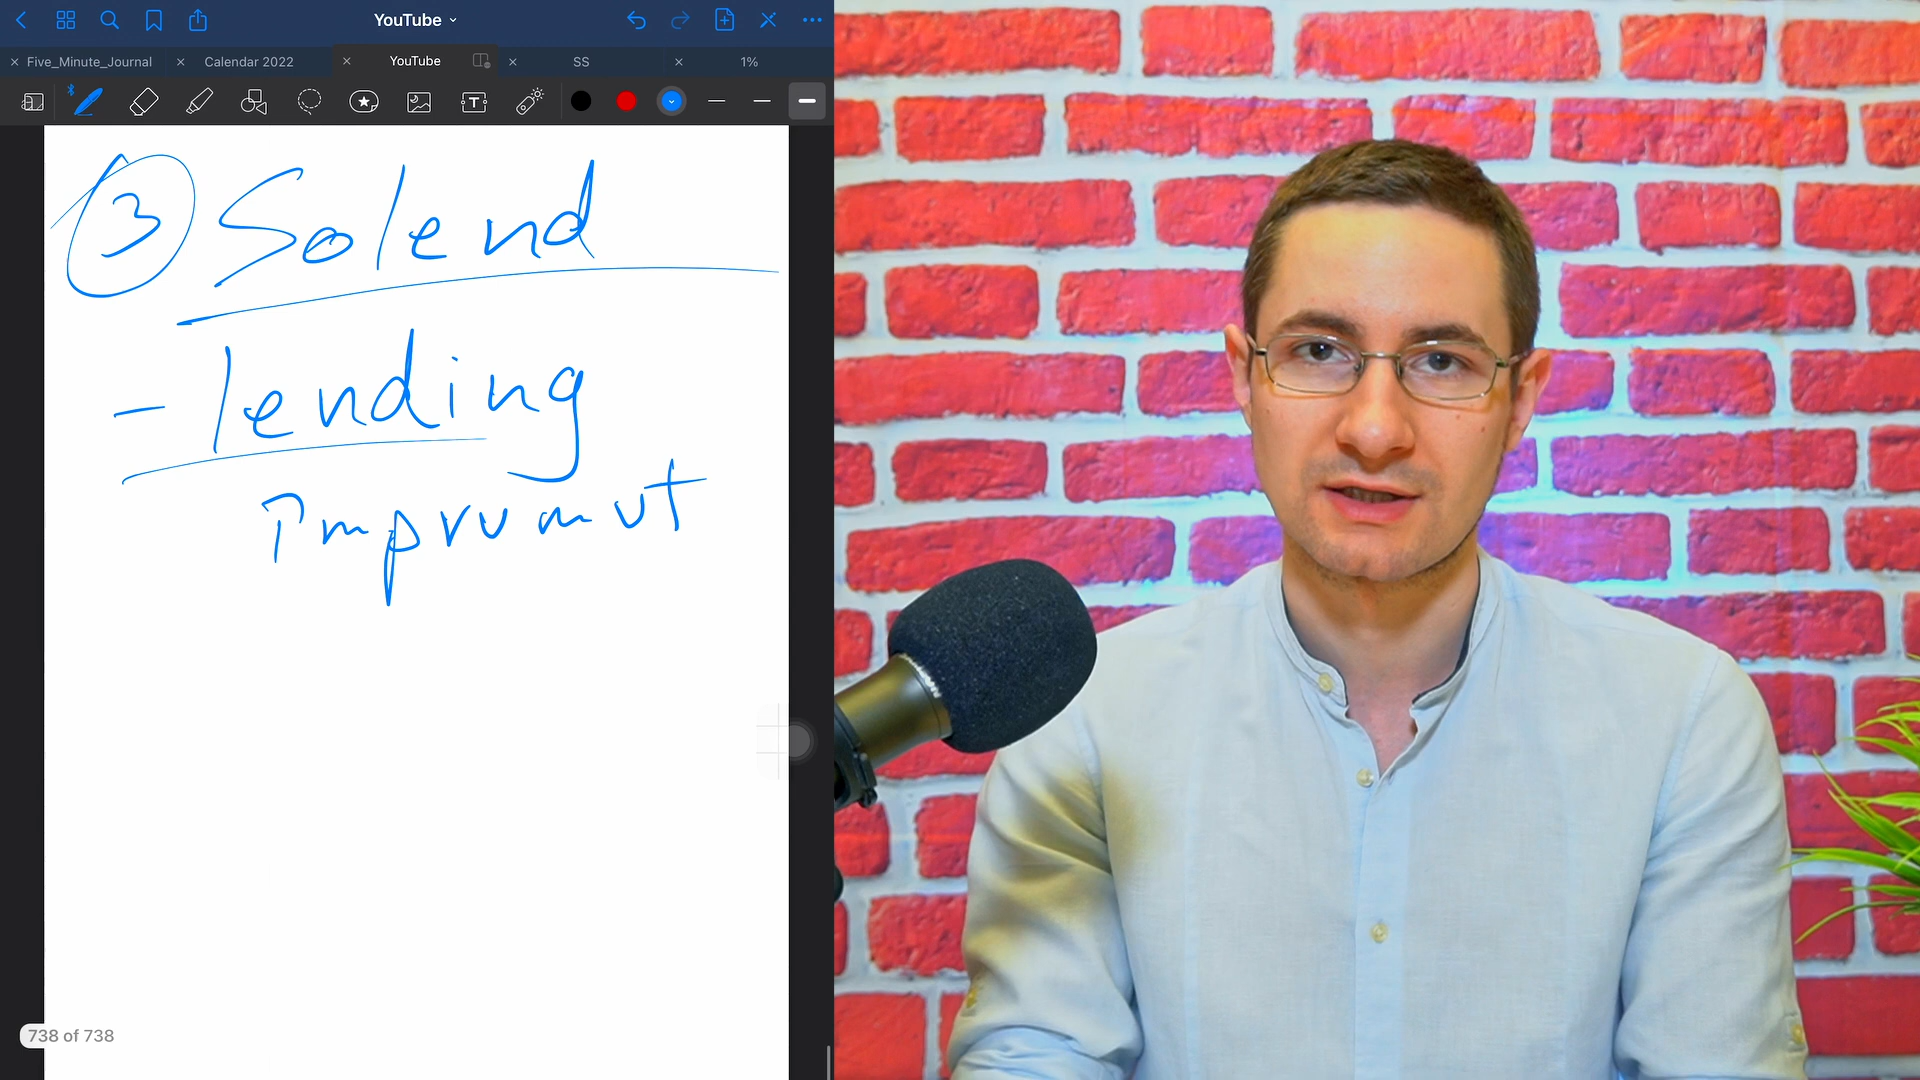 YouTube
Five_Minute_Journal
Calendar 2022
YouTube
SS
1%
T
3 Solend
- lending
împrumut
738 of 738